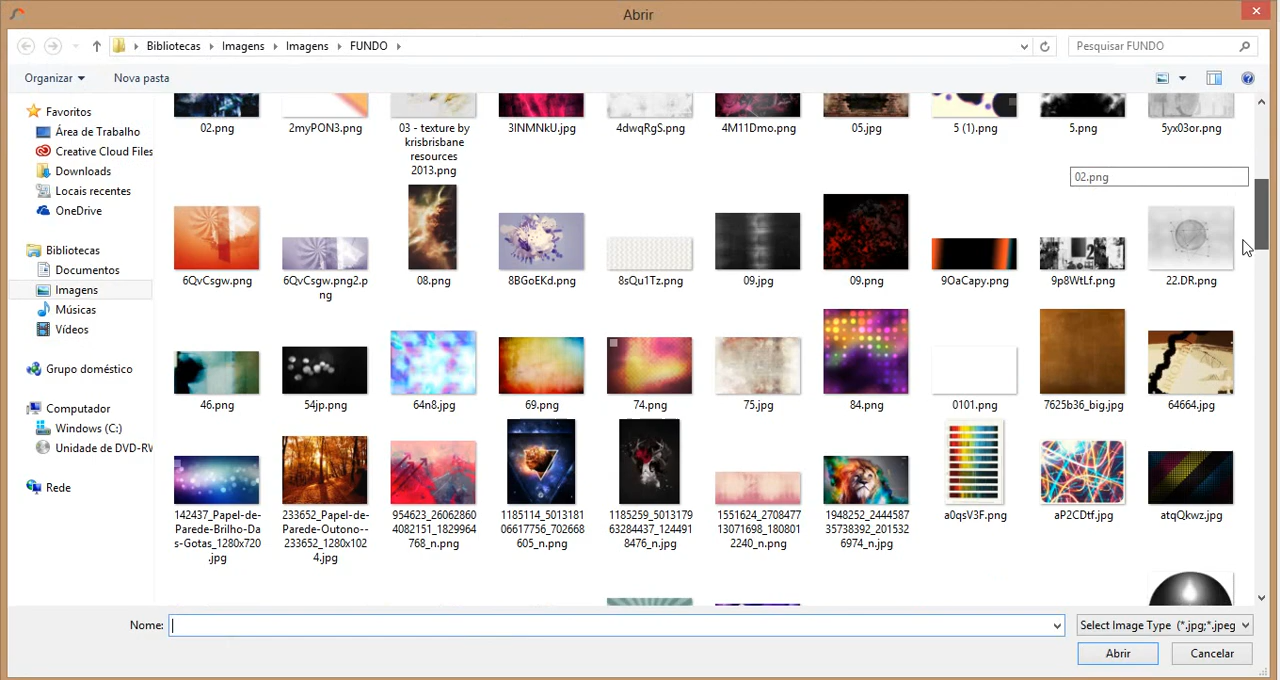 Abrir
Bibliotecas
Imagens
Imagens
FUNDO
Pesquisar FUNDO
Organizar
Nova pasta
Favoritos
Área de Trabalho
Creative Cloud Files
Downloads
Locais recentes
OneDrive
Bibliotecas
Documentos
Imagens
Músicas
Vídeos
Grupo doméstico
Computador
Windows (C:)
Unidade de DVD-RW
Rede
02.png
2myPON3.png
03 - texture by
krisbrisbane
resources
2013.png
3lNMNkU.jpg
4dwqRgS.png
4M11Dmo.png
05.jpg
5 (1).png
5.png
5yx03or.png
02.png
6QvCsgw.png
6QvCsgw.png2.p
ng
08.png
8BGoEKd.png
8sQu1Tz.png
09.jpg
09.png
9OaCapy.png
9p8WtLf.png
22.DR.png
46.png
54jp.png
64n8.jpg
69.png
74.png
75.jpg
84.png
0101.png
7625b36_big.jpg
64664.jpg
142437_Papel-de-
Parede-Brilho-Da
s-Gotas_1280x720
.jpg
233652_Papel-de-
Parede-Outono--
233652_1280x102
4.jpg
954623_26062860
4082151_1829964
768_n.png
1185114_5013181
06617756_702668
605_n.png
1185259_5013179
63284437_124491
8476_n.jpg
1551624_2708477
13071698_180801
2240_n.png
1948252_2444587
35738392_201532
6974_n.jpg
a0qsV3F.png
aP2CDtf.jpg
atqQkwz.jpg
Nome:
Select Image Type (*.jpg;*.jpeg
Abrir
Cancelar